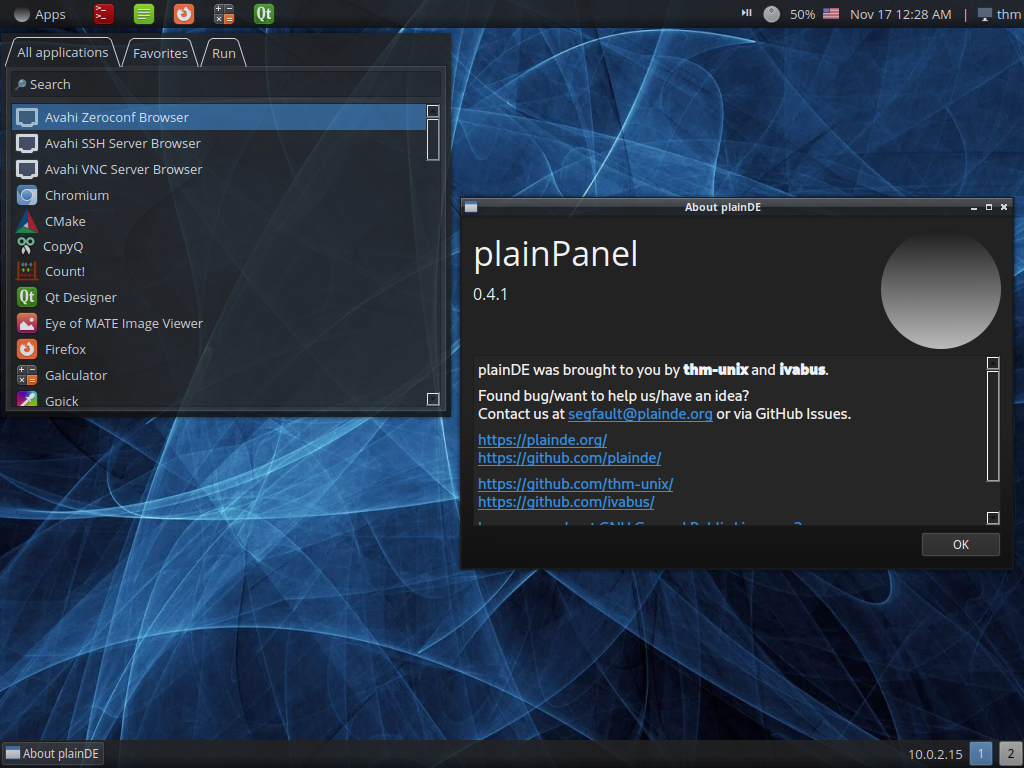 Apps
Qt
50%
Nov 17 12:28 AM
|
thm
All applications
Favorites
Run
Search
Avahi Zeroconf Browser
Avahi SSH Server Browser
Avahi VNC Server Browser
Chromium
CMake
CopyQ
Count!
Qt
Qt Designer
Eye of MATE Image Viewer
Firefox
Galculator
Gpick
About plainDE
plainPanel
0.4.1
plainDE was brought to you by thm-unix and ivabus.
Found bug/want to help us/have an idea?
Contact us at segfault@plainde.org or via GitHub Issues.
https://plainde.org/
https://github.com/plainde/
https://github.com/thm-unix/
https://github.com/ivabus/
OK
About plainDE
10.0.2.15
1
2